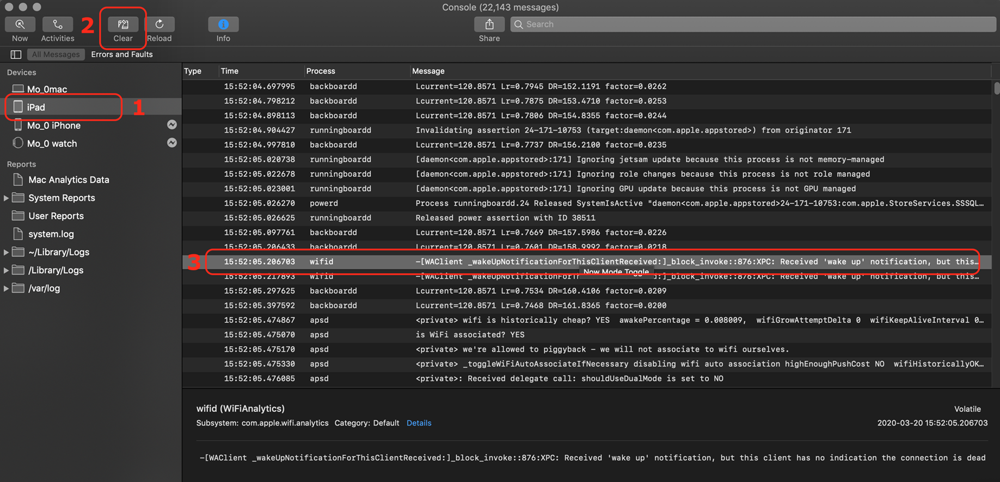 Console (22,143 messages)
Now
Activities
2
Clear
Reload
Info
Share
Search
All Messages
Errors and Faults
Devices
Mo_0mac
iPad
1
Mo_0 iPhone
Mo_0 watch
Reports
Mac Analytics Data
System Reports
User Reports
system.log
~/Library/Logs
/Library/Logs
/var/log
Type Time Process Message
15:52:04.697995 backboardd Lcurrent=120.8571 Lr=0.7945 DR=152.1191 factor=0.0262
15:52:04.798212 backboardd Lcurrent=120.8571 Lr=0.7875 DR=153.4710 factor=0.0253
15:52:04.898113 backboardd Lcurrent=120.8571 Lr=0.7806 DR=154.8355 factor=0.0244
15:52:04.904427 runningboardd Invalidating assertion 24-171-10753 (target:daemon<com.apple.appstored>) from originator 171
15:52:04.997810 backboardd Lcurrent=120.8571 Lr=0.7737 DR=156.2100 factor=0.0235
15:52:05.020738 runningboardd [daemon<com.apple.appstored>:171] Ignoring jetsam update because this process is not memory-managed
15:52:05.022678 runningboardd [daemon<com.apple.appstored>:171] Ignoring role changes because this process is not role managed
15:52:05.023001 runningboardd [daemon<com.apple.appstored>:171] Ignoring GPU update because this process is not GPU managed
15:52:05.026270 powerd Process runningboardd.24 Released SystemIsActive "daemon<com.apple.appstored>24-171-10753:com.apple.StoreServices.SSSQL…
15:52:05.026625 runningboardd Released power assertion with ID 38511
15:52:05.097761 backboardd Lcurrent=120.8571 Lr=0.7669 DR=157.5986 factor=0.0226
15:52:05.206433 backboardd Lcurrent=120.8571 Lr=0.7601 DR=158.9992 factor=0.0218
3
15:52:05.206703 wifid -[WAClient _wakeUpNotificationForThisClientReceived:]_block_invoke::876:XPC: Received 'wake up' notification, but this…
Now Mode Toggle
15:52:05.217893 wifid -[WAClient _wakeUpNotificationForTh d:]_block_invoke::876:XPC: Received 'wake up' notification, but this…
15:52:05.297625 backboardd Lcurrent=120.8571 Lr=0.7534 DR=160.4106 factor=0.0209
15:52:05.397592 backboardd Lcurrent=120.8571 Lr=0.7468 DR=161.8365 factor=0.0200
15:52:05.474867 apsd <private> wifi is historically cheap? YES awakePercentage = 0.008009, wifiGrowAttemptDelta 0 wifiKeepAliveInterval 0…
15:52:05.475070 apsd is WiFi associated? YES
15:52:05.475170 apsd <private> we're allowed to piggyback - we will not associate to wifi ourselves.
15:52:05.475330 apsd <private> _toggleWiFiAutoAssociateIfNecessary disabling wifi auto association highEnoughPushCost NO wifiHistoricallyOK…
15:52:05.476085 apsd <private>: Received delegate call: shouldUseDualMode is set to NO
wifid (WiFiAnalytics)
Volatile
Subsystem: com.apple.wifi.analytics Category: Default Details
2020-03-20 15:52:05.206703
-[WAClient _wakeUpNotificationForThisClientReceived:]_block_invoke::876:XPC: Received 'wake up' notification, but this client has no indication the connection is dead